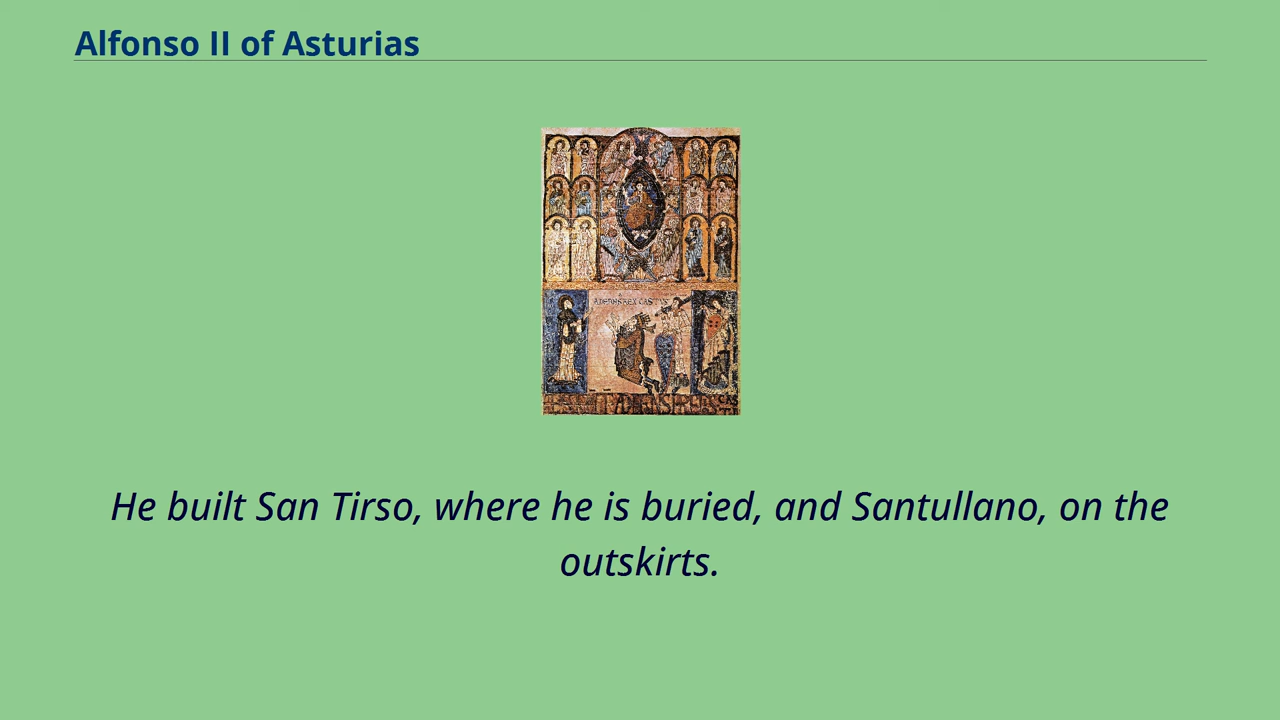 Alfonso II of Asturias
He built San Tirso, where he is buried, and Santullano, on the
outskirts.